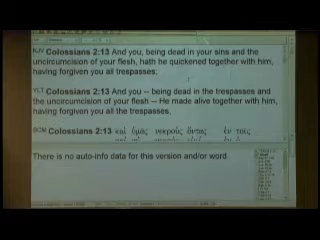 KJV Colossians 2:13 And you, being dead in your sins and the
uncircumcision of your flesh, hath he quickened together with him,
having forgiven you all trespasses;
YLT Colossians 2:13 And you -- being dead in the trespasses and
the uncircumcision of your flesh -- He made alive together with him,
having forgiven you all the trespasses,
Colossians 2:13 καὶ ὑμᾶς νεκροὺς ὄντας ἐν τοῖς
There is no auto-info data for this version and/or word.